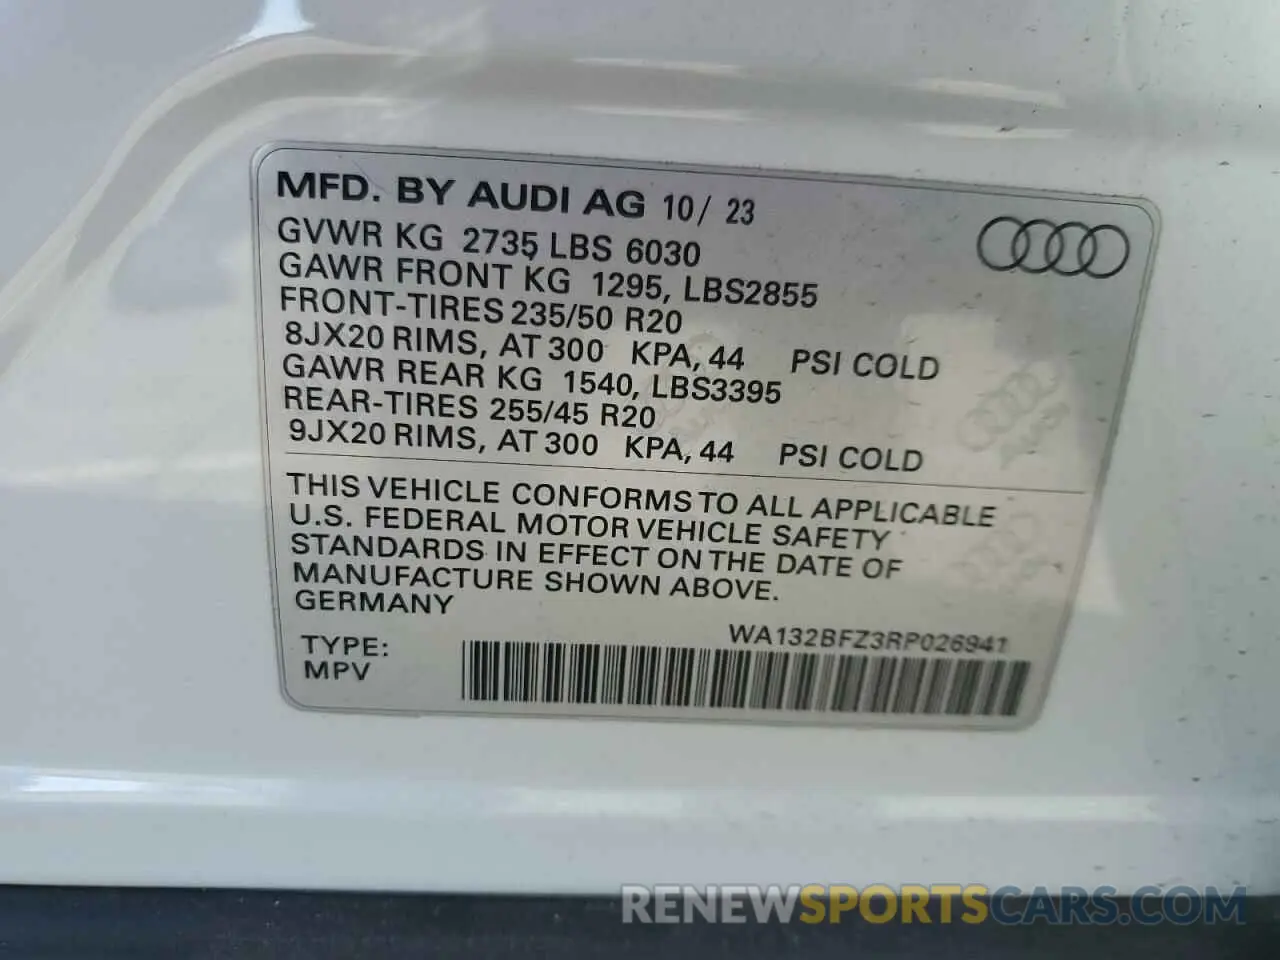 MFD. BY AUDI AG 10/ 23
GVWR KG 2735 LBS 6030
GAWR FRONT KG 1295, LBS2855
FRONT-TIRES 235/50 R20
8JX20 RIMS, AT 300 KPA, 44 PSI COLD
GAWR REAR KG 1540, LBS3395
REAR-TIRES 255/45 R20
9JX20 RIMS, AT 300 KPA, 44 PSI COLD
THIS VEHICLE CONFORMS TO ALL APPLICABLE
U.S. FEDERAL MOTOR VEHICLE SAFETY
STANDARDS IN EFFECT ON THE DATE OF
MANUFACTURE SHOWN ABOVE.
GERMANY
WA132BFZ3RP026941
TYPE:
MPV
RENEWSPORTSCARS.COM